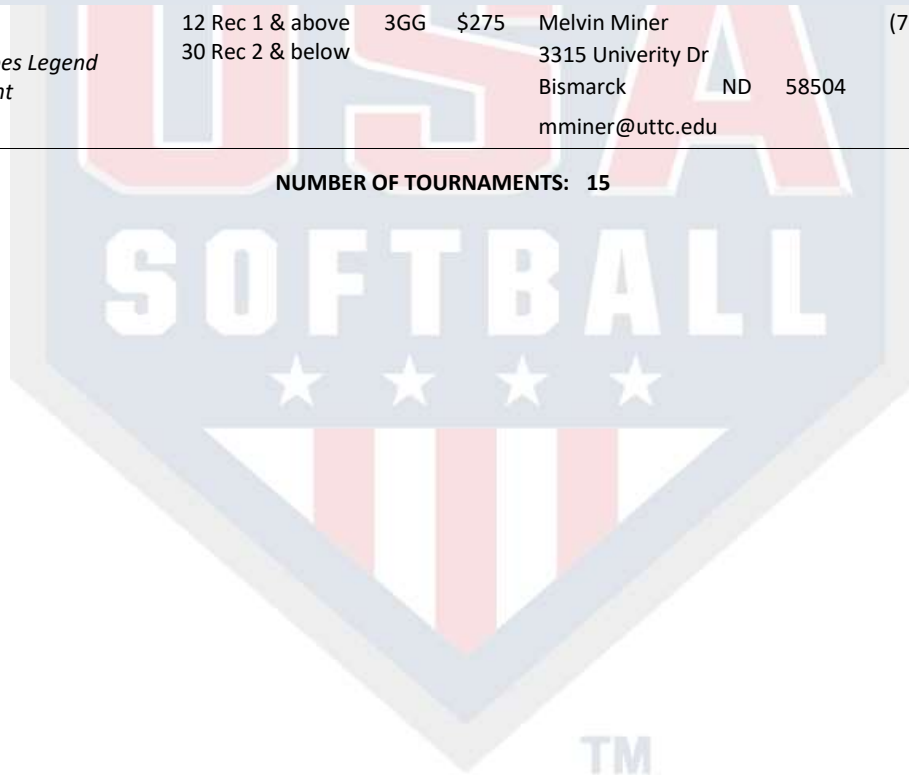 12 Rec 1 & above 3GG $275 Melvin Miner (7
30 Rec 2 & below 3315 Univerity Dr
es Legend
nt Bismarck ND 58504
mminer@uttc.edu
NUMBER OF TOURNAMENTS: 15
USA
SOFTBALL
TM